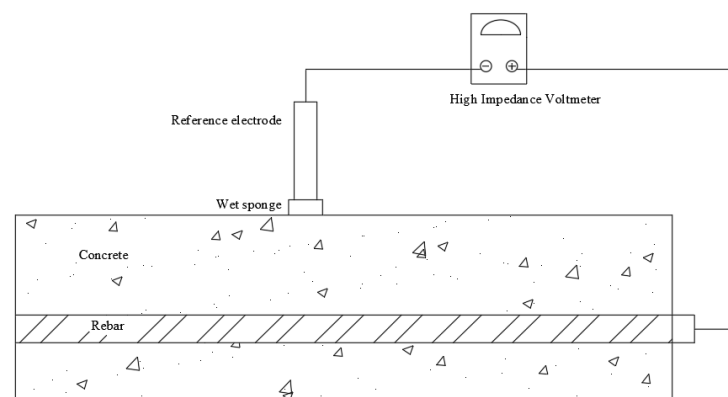 ⊖ ⊕
High Impedance Voltmeter
Reference electrode
Wet sponge
Concrete
Rebar